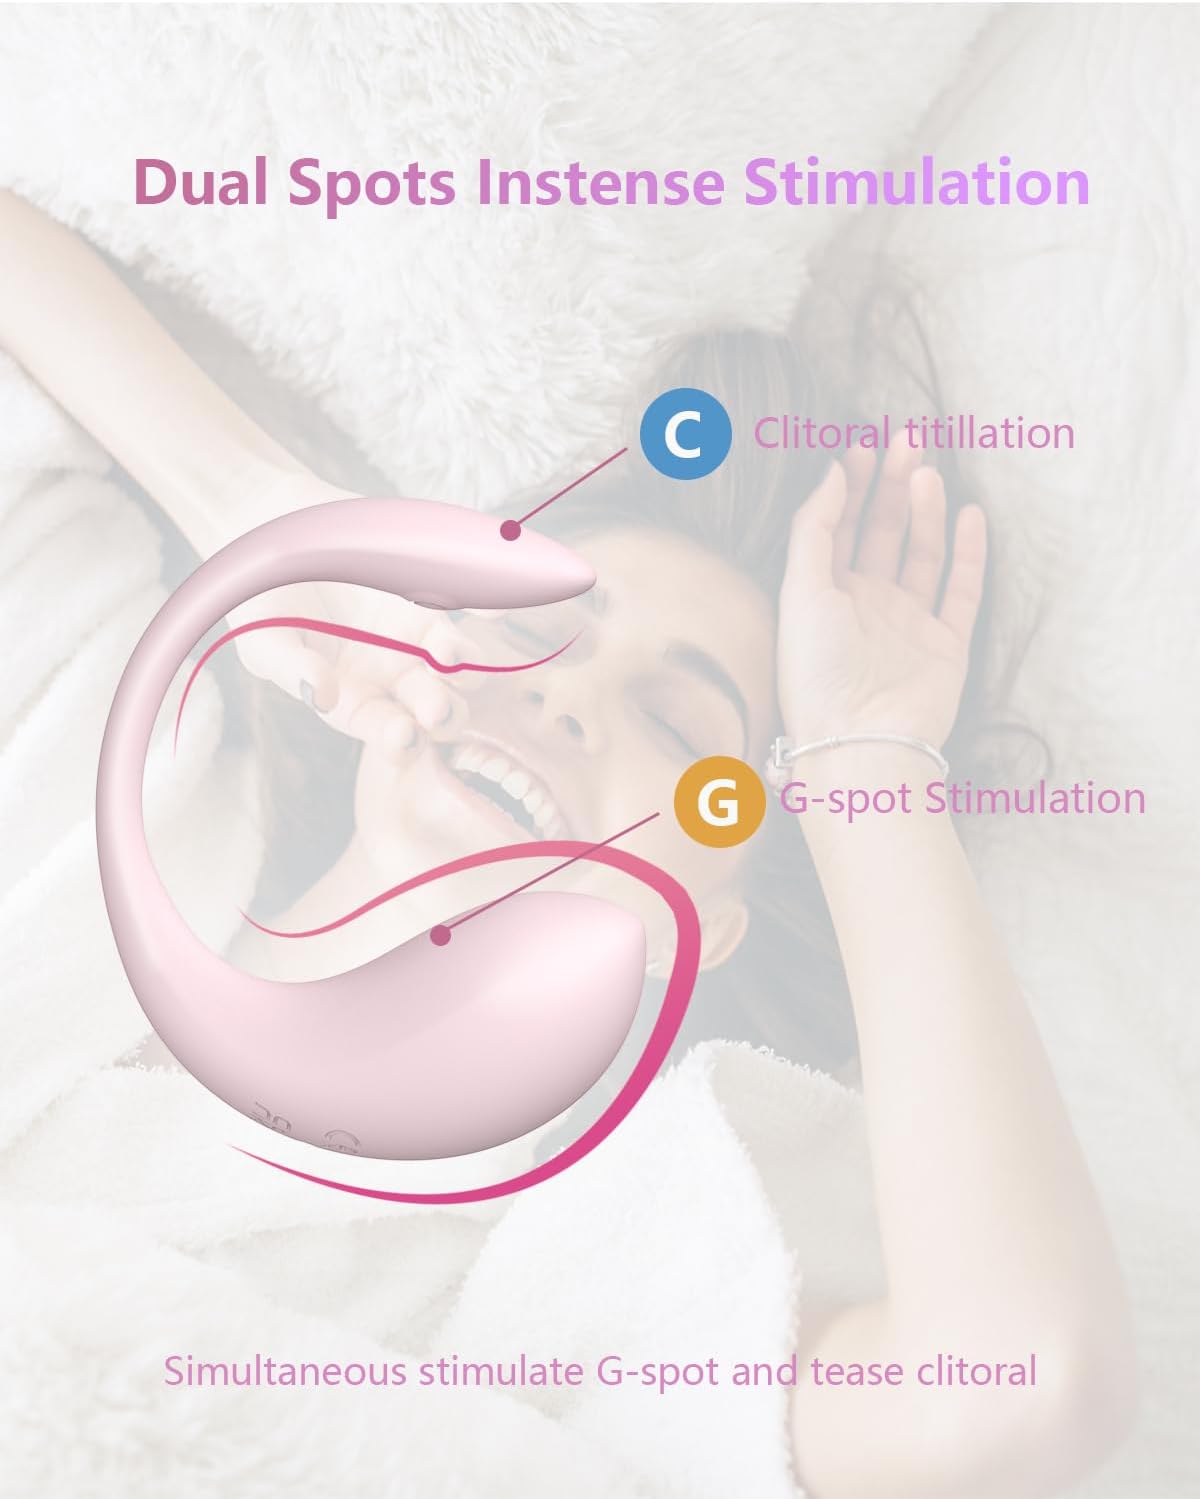 Dual Spots Instense Stimulation
C Clitoral titillation
G G-spot Stimulation
Simultaneous stimulate G-spot and tease clitoral